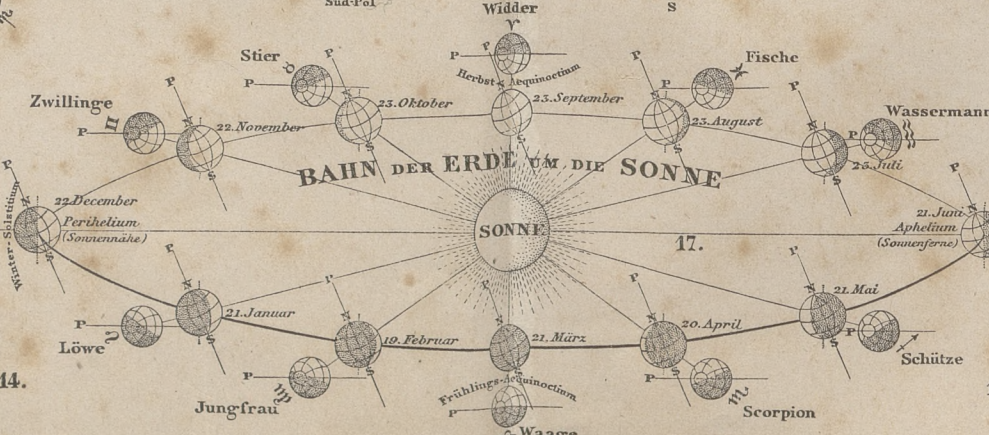 Süd-Pol
Widder
S
♈
Stier
♉
Fische
♓
P P P P
Herbst-Aequinoctium
Zwillinge
♊
23. Oktober
23. September
Wassermann
♒
22. November
23. August
23. Juli
BAHN DER ERDE UM DIE SONNE
Winter-Solstitium
22. December
Perihelium
(Sonnennähe)
SONNE
17.
21. Juni
Aphelium
(Sonnenferne)
21. Januar
19. Februar
21. März
20. April
21. Mai
Löwe
♌
Schütze
♐
14.
Frühlings-Aequinoctium
Jungfrau
♍
Scorpion
♏
Waage